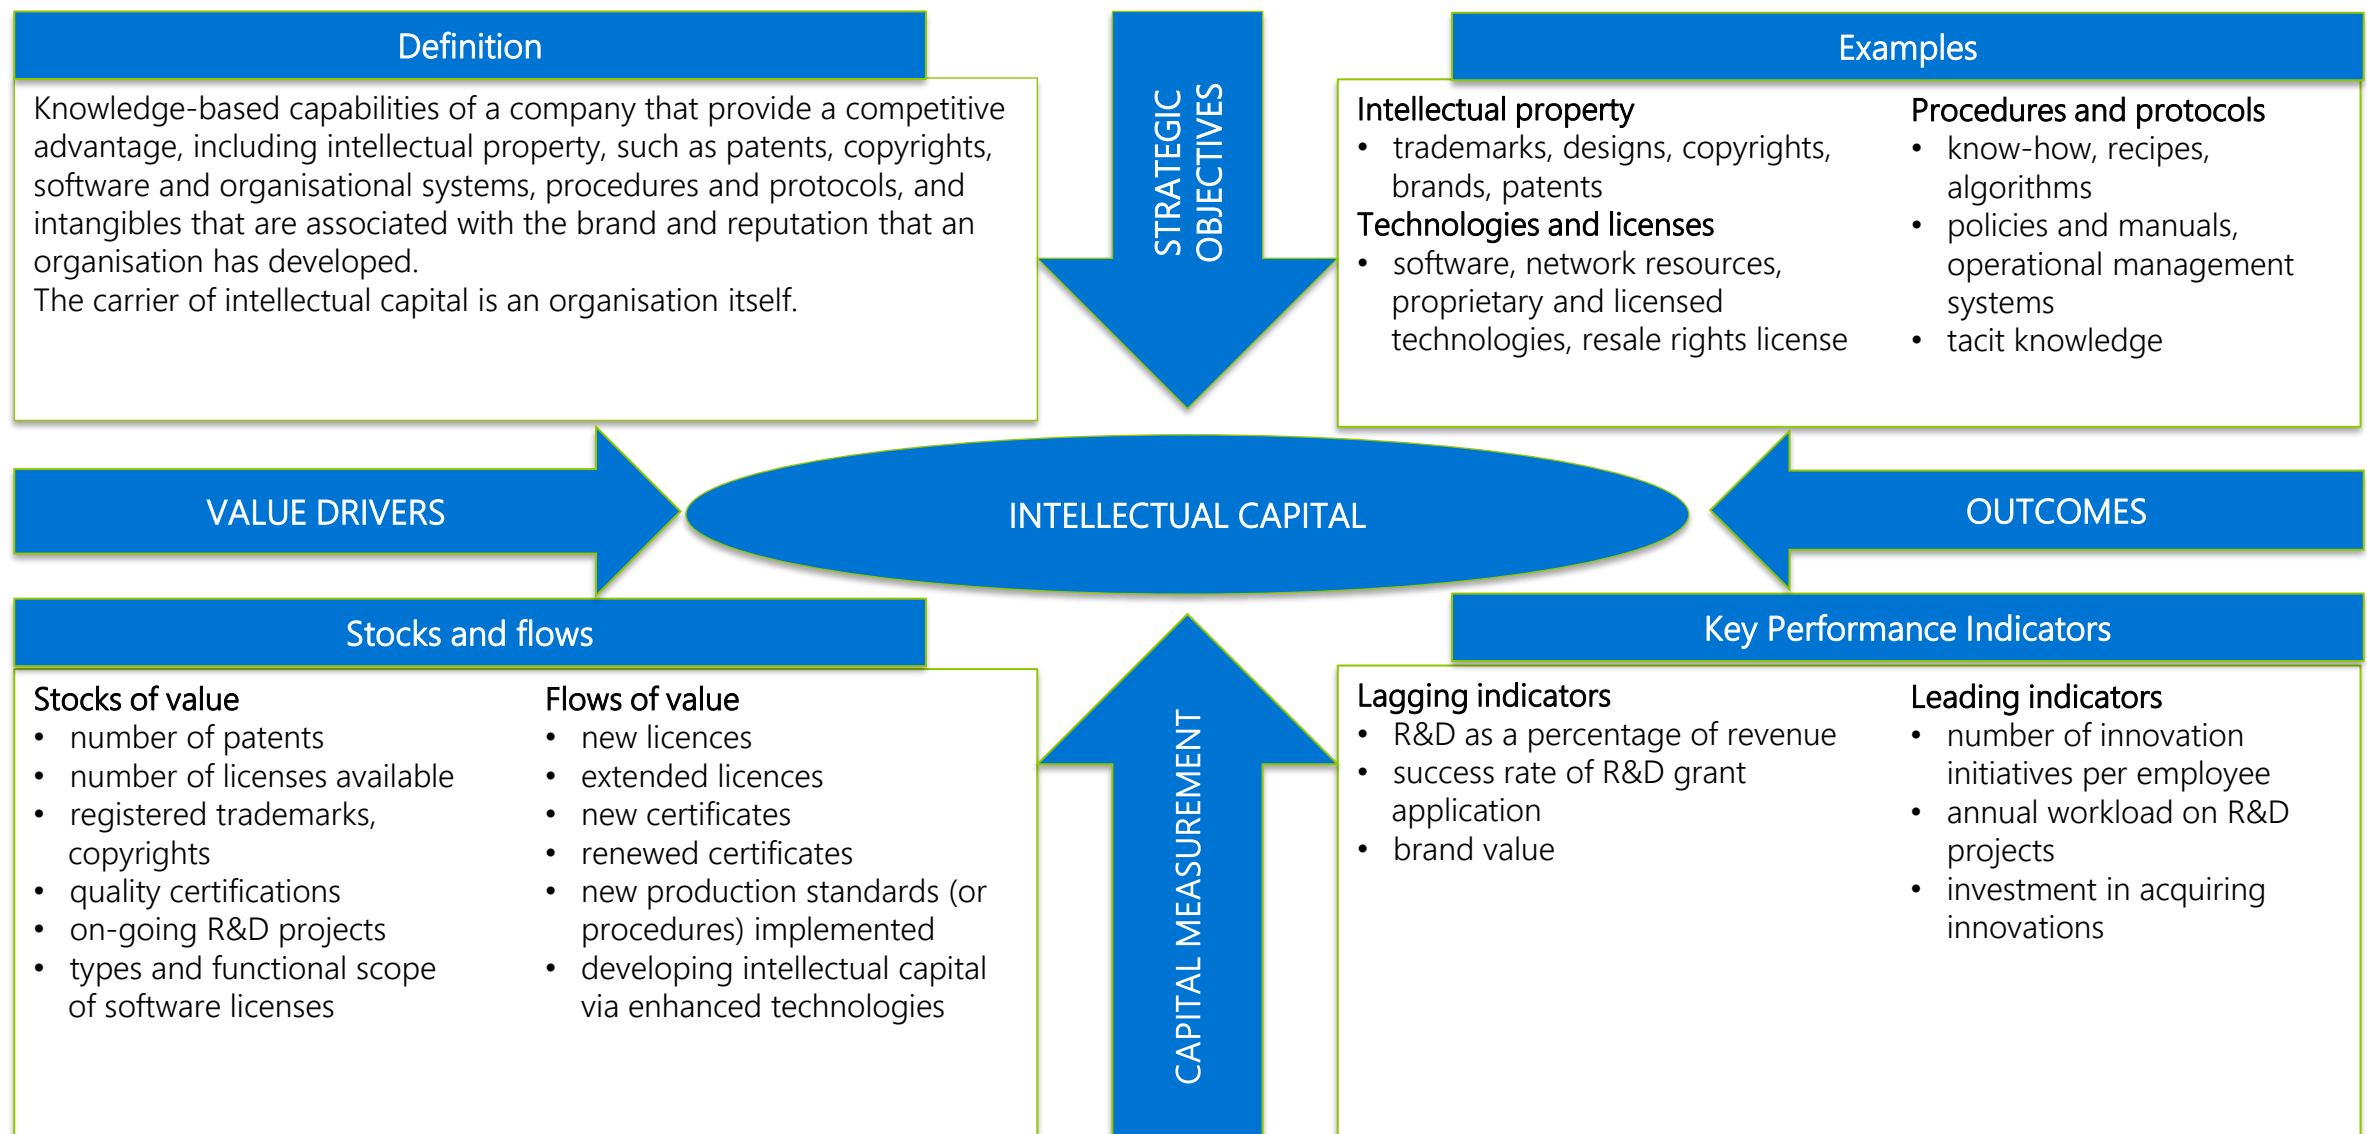 Definition
Knowledge-based capabilities of a company that provide a competitive
advantage, including intellectual property, such as patents, copyrights,
software and organisational systems, procedures and protocols, and
intangibles that are associated with the brand and reputation that an
organisation has developed.
The carrier of intellectual capital is an organisation itself.
STRATEGIC
OBJECTIVES
Examples
Intellectual property
• trademarks, designs, copyrights,
brands, patents
Technologies and licenses
• software, network resources,
proprietary and licensed
technologies, resale rights license
Procedures and protocols
• know-how, recipes,
algorithms
• policies and manuals,
operational management
systems
• tacit knowledge
VALUE DRIVERS
INTELLECTUAL CAPITAL
OUTCOMES
Stocks and flows
Stocks of value
• number of patents
• number of licenses available
• registered trademarks,
copyrights
• quality certifications
• on-going R&D projects
• types and functional scope
of software licenses
Flows of value
• new licences
• extended licences
• new certificates
• renewed certificates
• new production standards (or
procedures) implemented
• developing intellectual capital
via enhanced technologies
CAPITAL MEASUREMENT
Key Performance Indicators
Lagging indicators
• R&D as a percentage of revenue
• success rate of R&D grant
application
• brand value
Leading indicators
• number of innovation
initiatives per employee
• annual workload on R&D
projects
• investment in acquiring
innovations